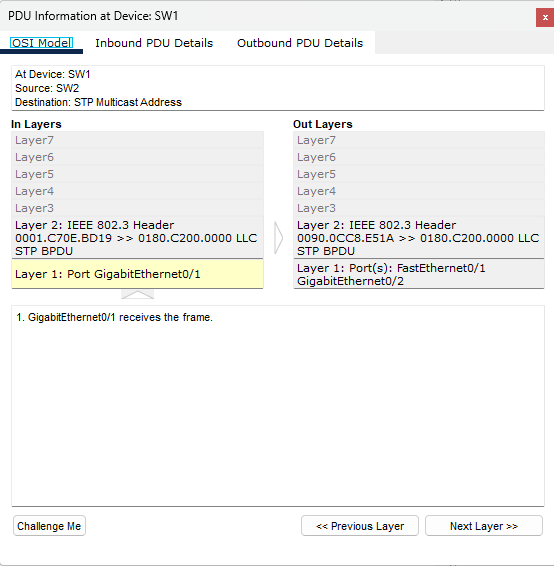 PDU Information at Device: SW1
x
OSI Model Inbound PDU Details Outbound PDU Details
At Device: SW1
Source: SW2
Destination: STP Multicast Address
In Layers
Layer7
Layer6
Layer5
Layer4
Layer3
Layer 2: IEEE 802.3 Header
0001.C70E.BD19 >> 0180.C200.0000 LLC
STP BPDU
Layer 1: Port GigabitEthernet0/1
Out Layers
Layer7
Layer6
Layer5
Layer4
Layer3
Layer 2: IEEE 802.3 Header
0090.0CC8.E51A >> 0180.C200.0000 LLC
STP BPDU
Layer 1: Port(s): FastEthernet0/1
GigabitEthernet0/2
1. GigabitEthernet0/1 receives the frame.
Challenge Me
<< Previous Layer
Next Layer >>